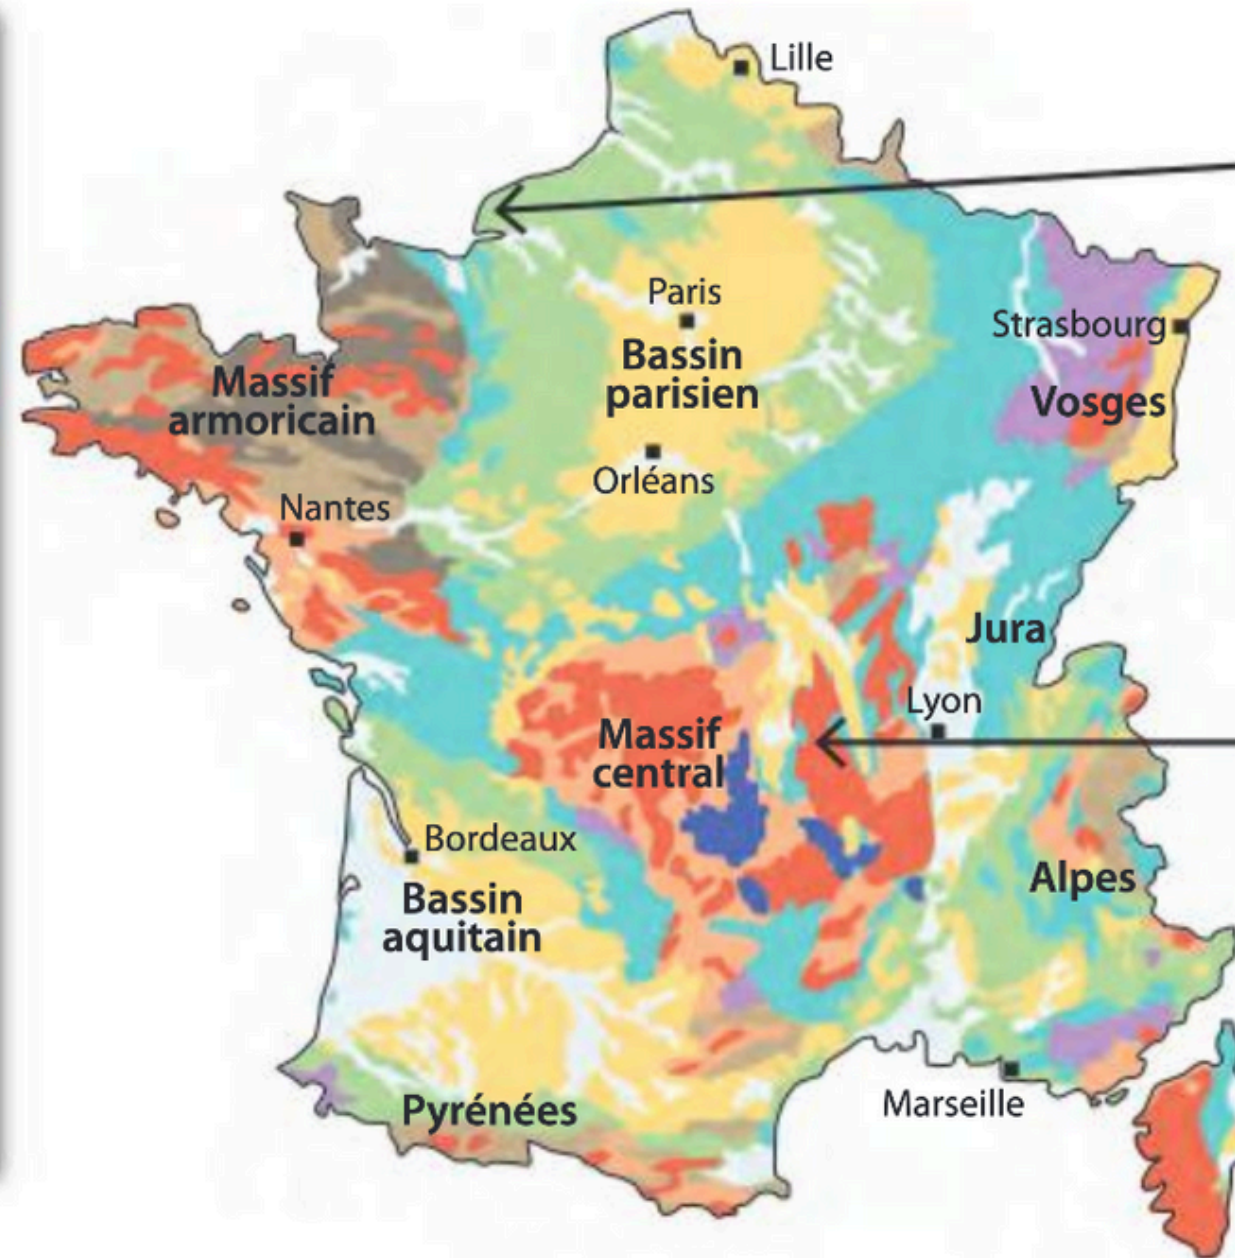 Lille
Paris
Bassin
parisien
Strasbourg
Vosges
Massif
armoricain
Orléans
Nantes
Jura
Lyon
Massif
central
Bordeaux
Bassin
aquitain
Alpes
Pyrénées
Marseille